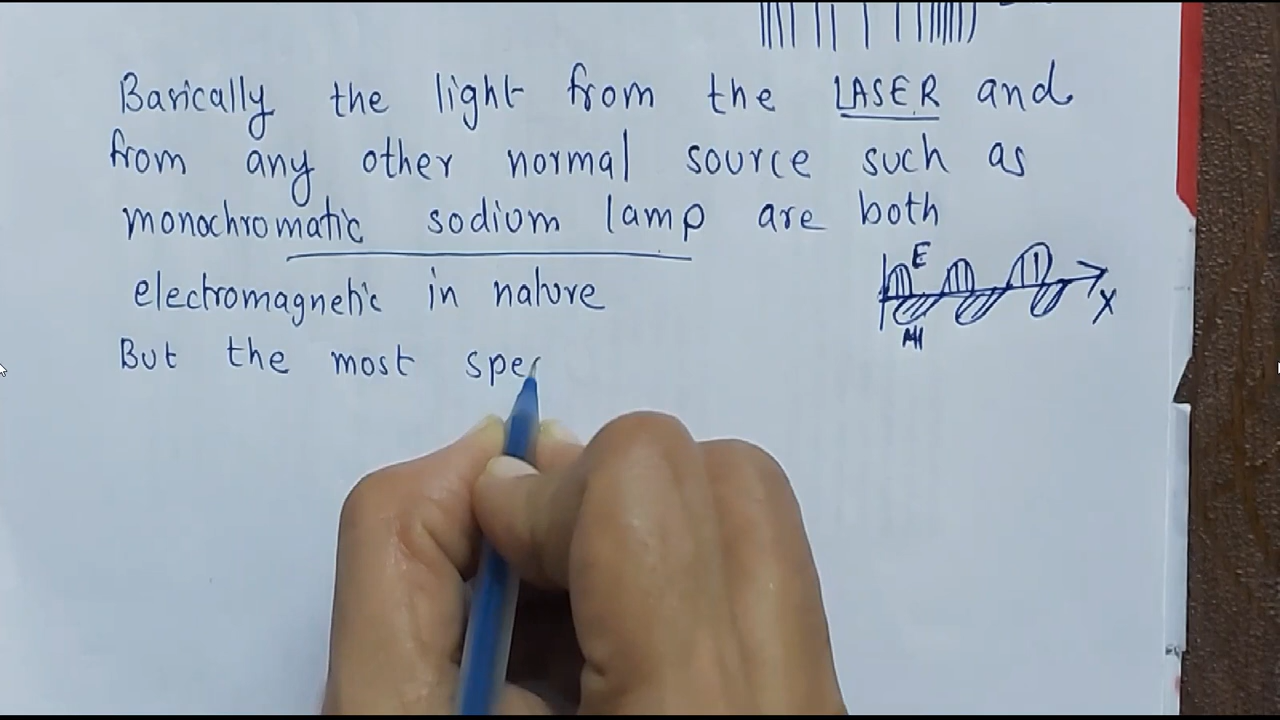 Basically the light from the LASER and
from any other normal source such as
monochromatic sodium lamp are both
E
electromagnetic in nature
X
But the most spec